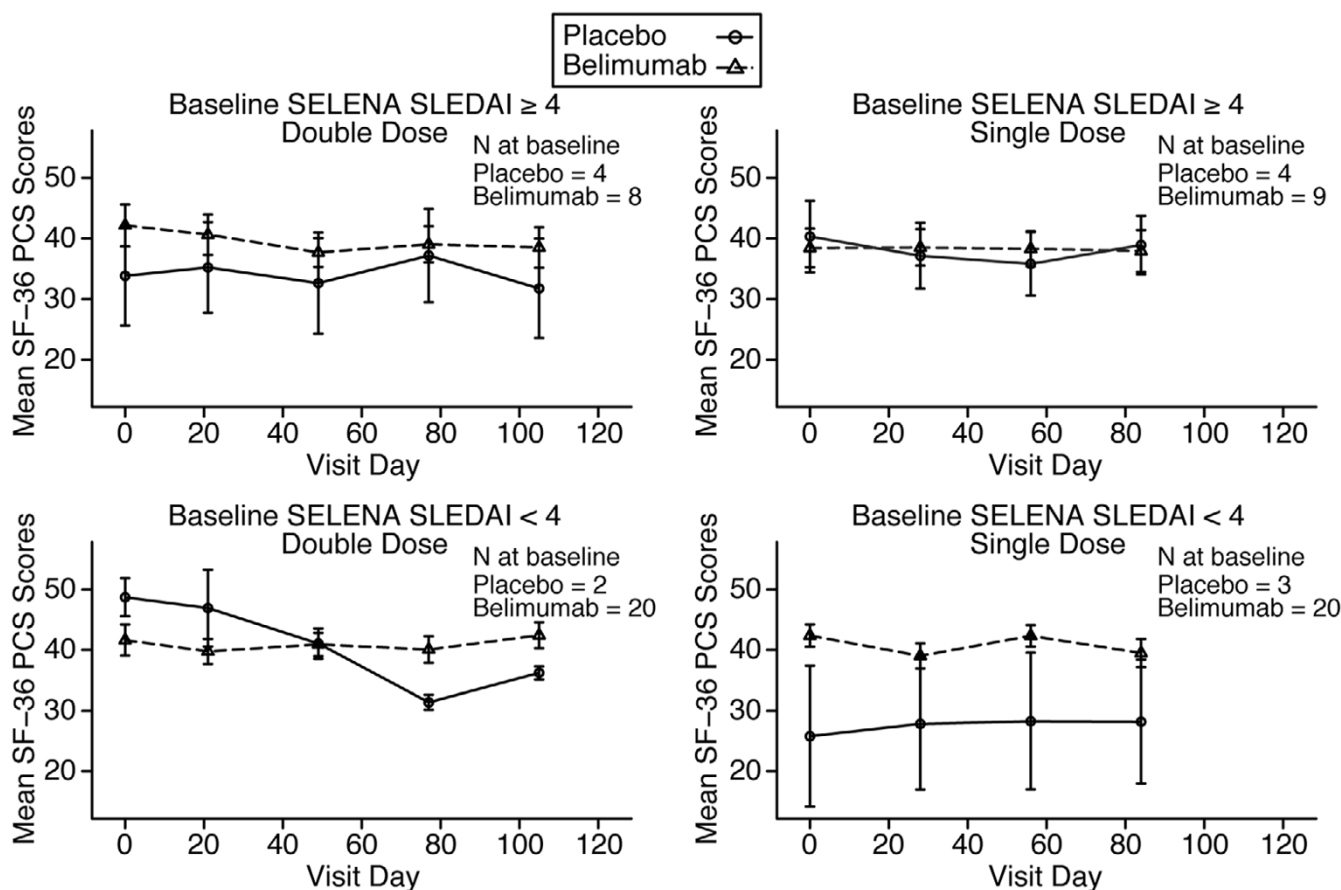 Placebo
Belimumab
Baseline SELENA SLEDAI ≥ 4
Double Dose
N at baseline
Placebo = 4
Belimumab = 8
Mean SF–36 PCS Scores
50
40
30
20
0 20 40 60 80 100 120
Visit Day
Baseline SELENA SLEDAI ≥ 4
Single Dose
N at baseline
Placebo = 4
Belimumab = 9
Mean SF–36 PCS Scores
50
40
30
20
0 20 40 60 80 100 120
Visit Day
Baseline SELENA SLEDAI < 4
Double Dose
N at baseline
Placebo = 2
Belimumab = 20
Mean SF–36 PCS Scores
50
40
30
20
0 20 40 60 80 100 120
Visit Day
Baseline SELENA SLEDAI < 4
Single Dose
N at baseline
Placebo = 3
Belimumab = 20
Mean SF–36 PCS Scores
50
40
30
20
0 20 40 60 80 100 120
Visit Day